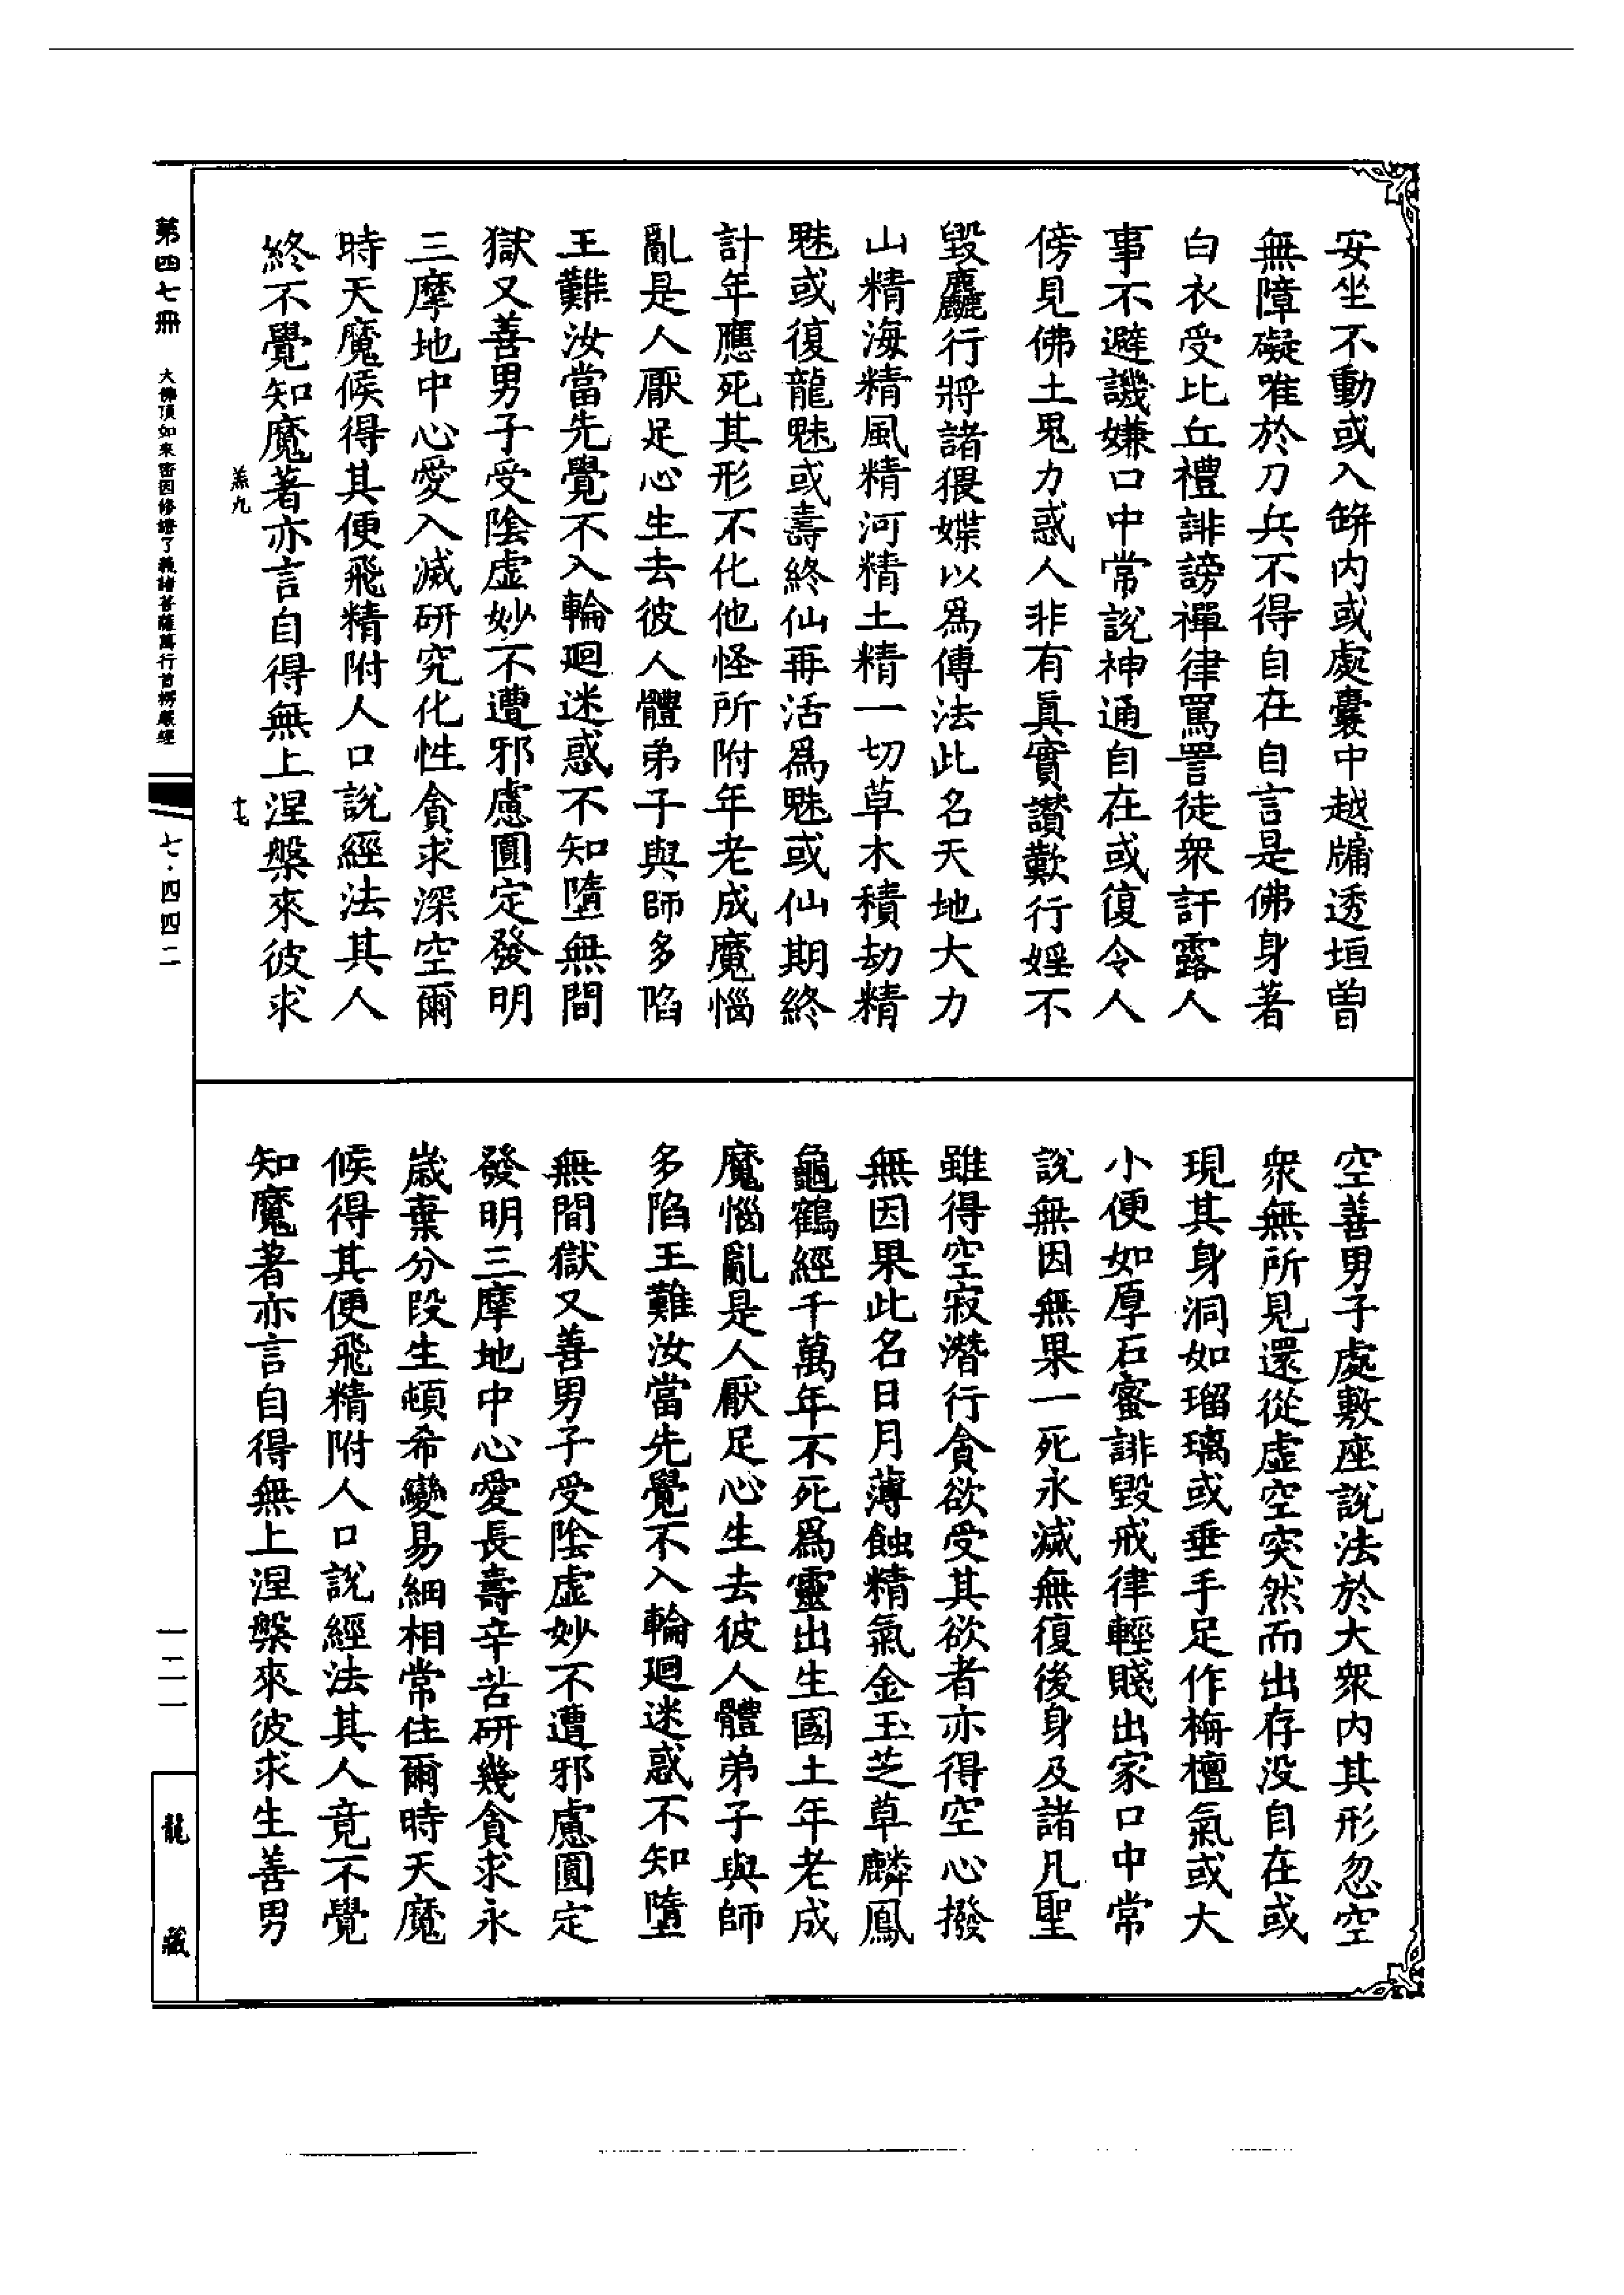 安坐不動或入缾内或處囊中越牖透垣曽
無障礙唯於刀兵不得自在自言是佛身著
白衣受比丘禮誹謗禪律罵詈徒衆訐露人
事不避譏嫌口中常說神通自在或復令人
傍見佛土鬼力惑人非有眞實讃歎行婬不
毀麤行將諸猥媟以爲傳法此名天地大力
山精海精風精河精土精一切草木積劫精
魅或復龍魅或壽終仙再活爲魅或仙期終
計年應死其形不化他怪所附年老成魔惱
亂是人厭足心生去彼人體弟子與師多陷
王難汝當先覺不入輪迴迷惑不知墮無間
獄又善男子受陰虚妙不遭邪慮圓定發明
三摩地中心愛入滅研究化性貪求深空爾
時天魔候得其便飛精附人口說經法其人
終不覺知魔著亦言自得無上涅槃來彼求
空善男子處敷座說法於大衆内其形忽空
衆無所見還從虚空突然而出存没自在或
現其身洞如瑠璃或垂手足作栴檀氣或大
小便如厚石蜜誹毀戒律輕賤出家口中常
說無因無果一死永滅無復後身及諸凡聖
雖得空寂潛行貪欲受其欲者亦得空心撥
無因果此名日月薄蝕精氣金玉芝草麟鳳
龜鶴經千萬年不死爲靈出生國土年老成
魔惱亂是人厭足心生去彼人體弟子與師
多陷王難汝當先覺不入輪迴迷惑不知墮
無間獄又善男子受陰虚妙不遭邪慮圓定
發明三摩地中心愛長壽辛苦研幾貪求永
歲棄分段生頓希變易細相常住爾時天魔
候得其便飛精附人口說經法其人竟不覺
知魔著亦言自得無上涅槃來彼求生善男
羔九
十七
第四七冊
大佛頂如來密因修證了義諸菩薩萬行首楞嚴經
七·四四二
一二一
龍藏